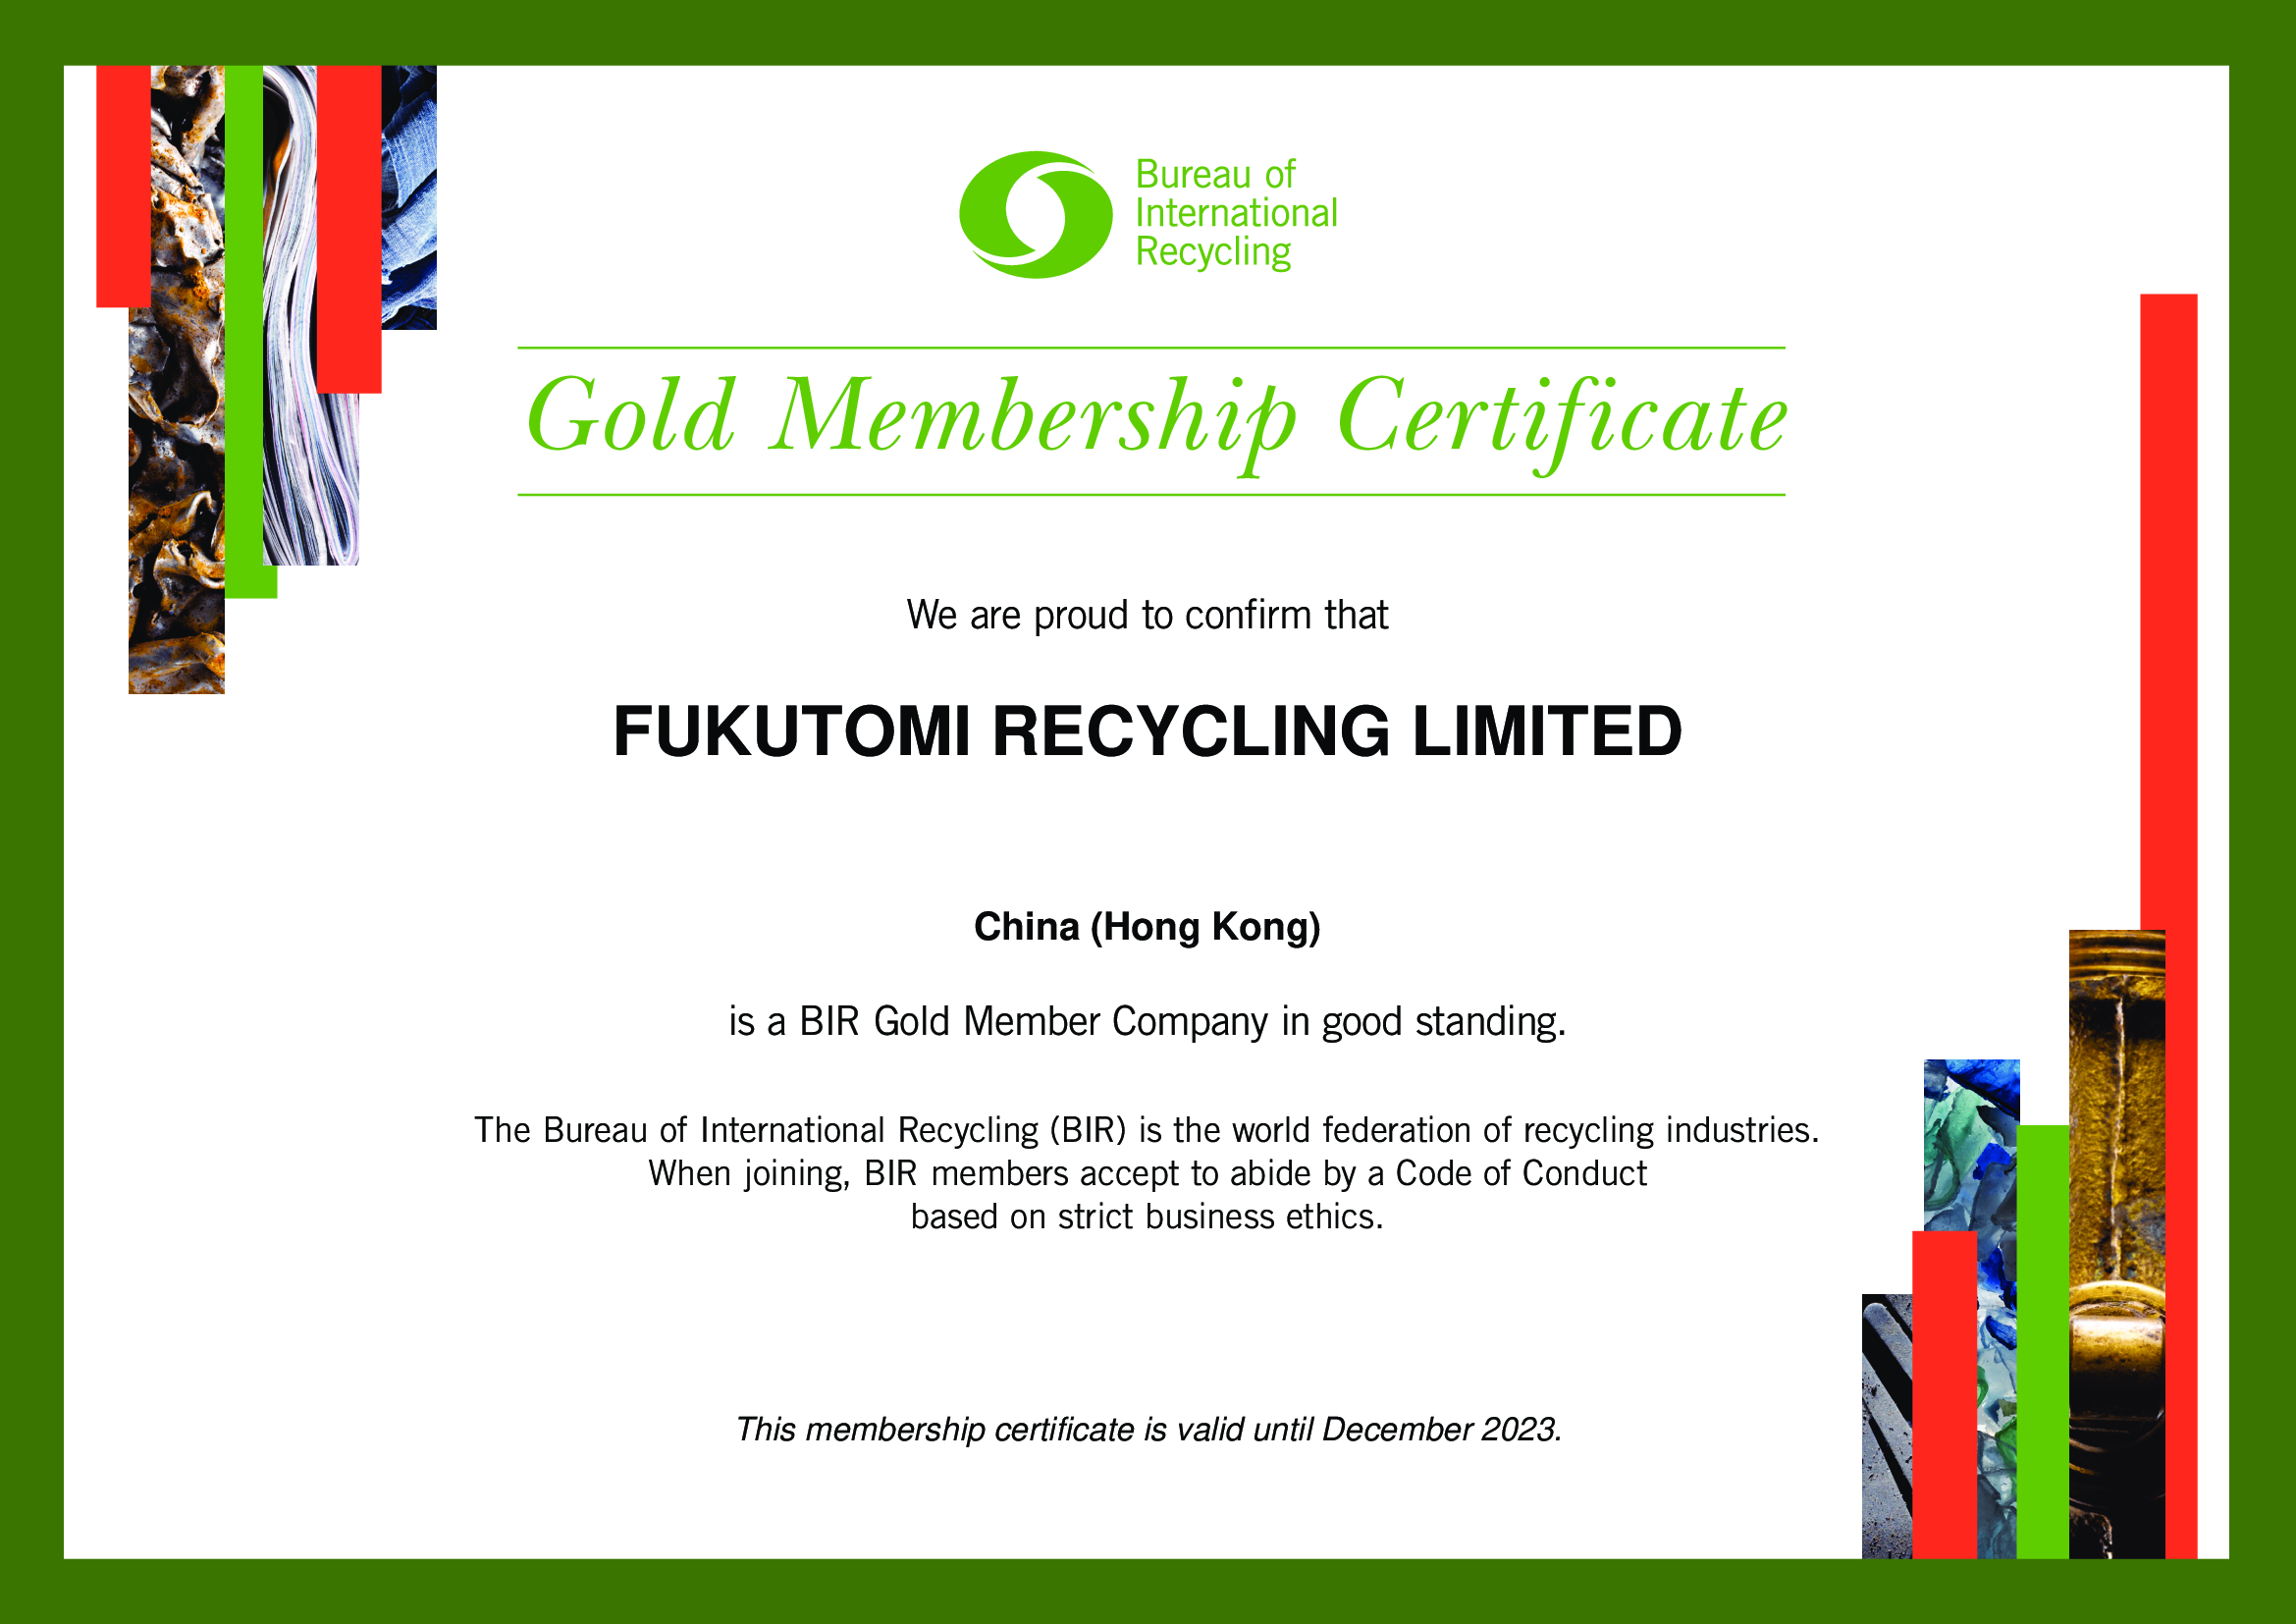 Bureau of
International
Recycling
Gold Membership Certificate
We are proud to confirm that
FUKUTOMI RECYCLING LIMITED
China (Hong Kong)
is a BIR Gold Member Company in good standing.
The Bureau of International Recycling (BIR) is the world federation of recycling industries.
When joining, BIR members accept to abide by a Code of Conduct
based on strict business ethics.
This membership certificate is valid until December 2023.